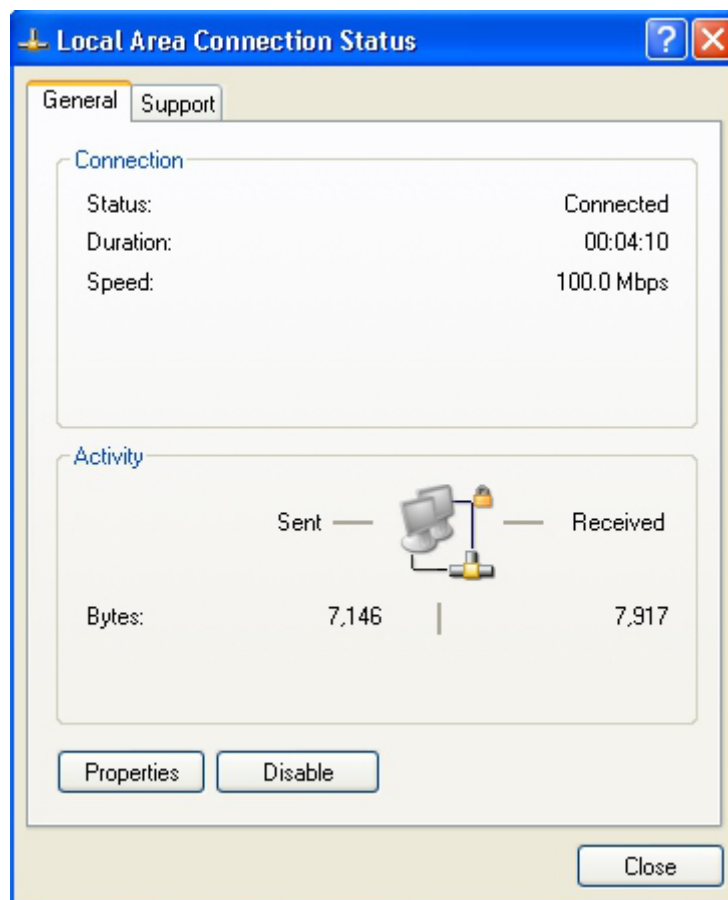 Local Area Connection Status
General Support
Connection
Status: Connected
Duration: 00:04:10
Speed: 100.0 Mbps
Activity
Sent Received
Bytes: 7,146 7,917
Properties Disable
Close